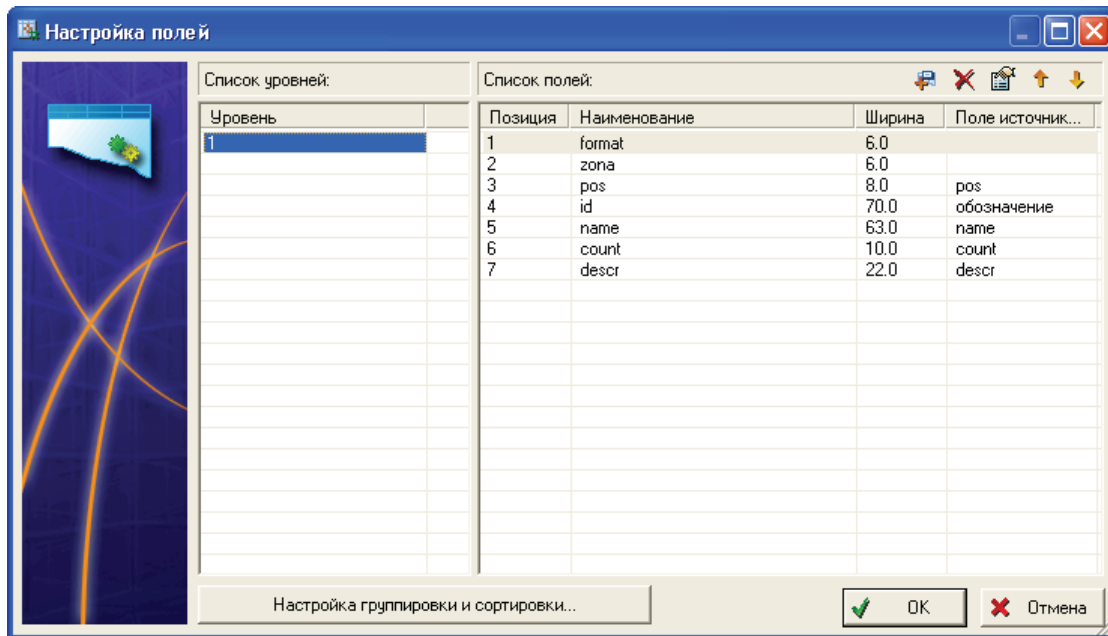 Настройка полей
Список уровней: Список полей:
Уровень Позиция Наименование Ширина Поле источник...
1 1 format 6.0
2 zona 6.0
3 pos 8.0 pos
4 id 70.0 обозначение
5 name 63.0 name
6 count 10.0 count
7 descr 22.0 descr
Настройка группировки и сортировки... OK Отмена